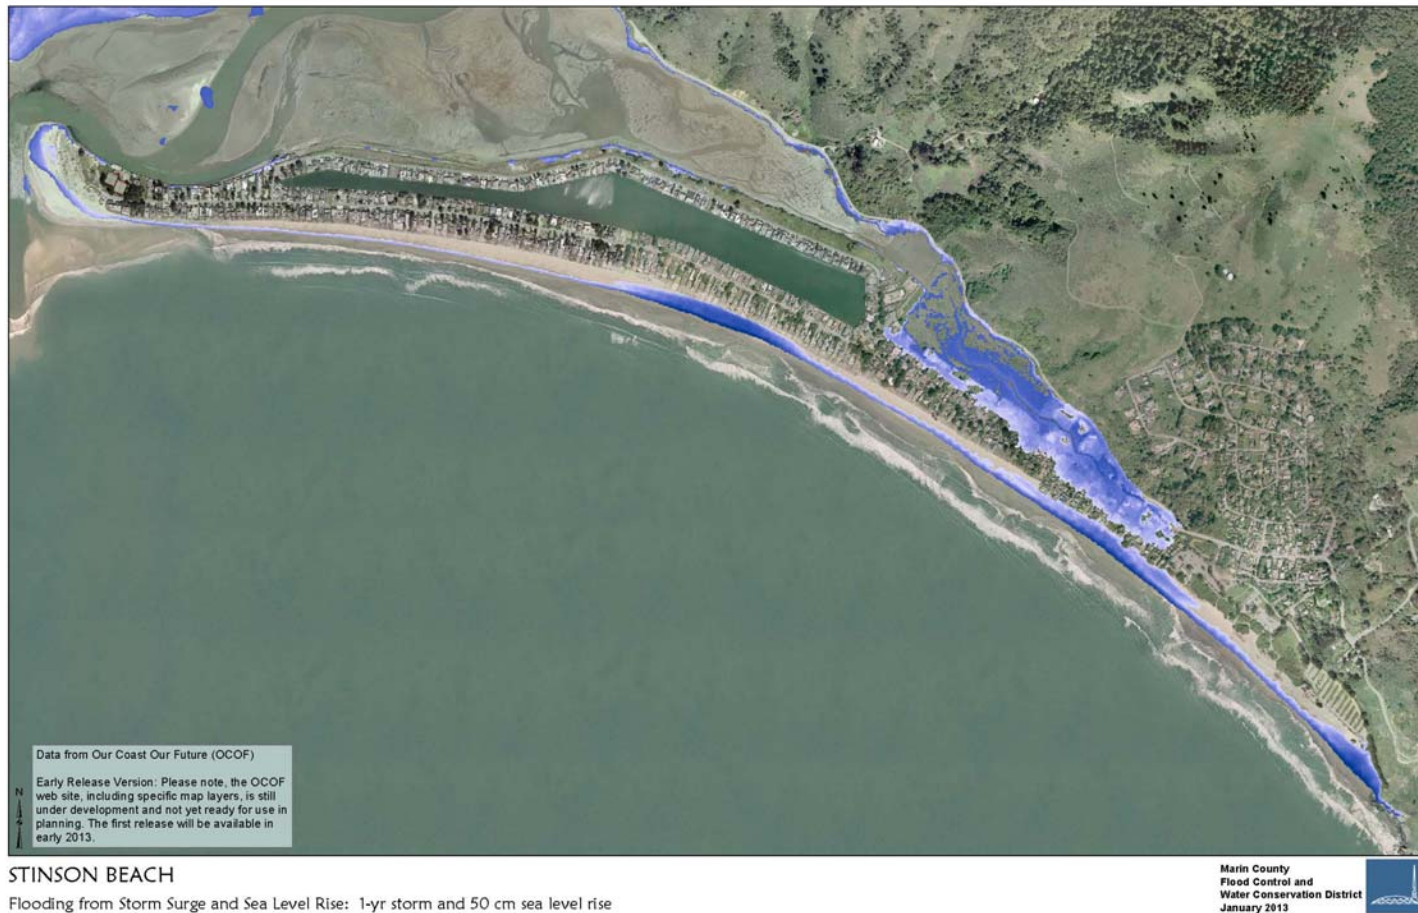 Data from Our Coast Our Future (OCOF)
Early Release Version: Please note, the OCOF
web site, including specific map layers, is still
under development and not yet ready for use in
planning. The first release will be available in
early 2013.
N
STINSON BEACH
Flooding from Storm Surge and Sea Level Rise: 1-yr storm and 50 cm sea level rise
Marin County
Flood Control and
Water Conservation District
January 2013